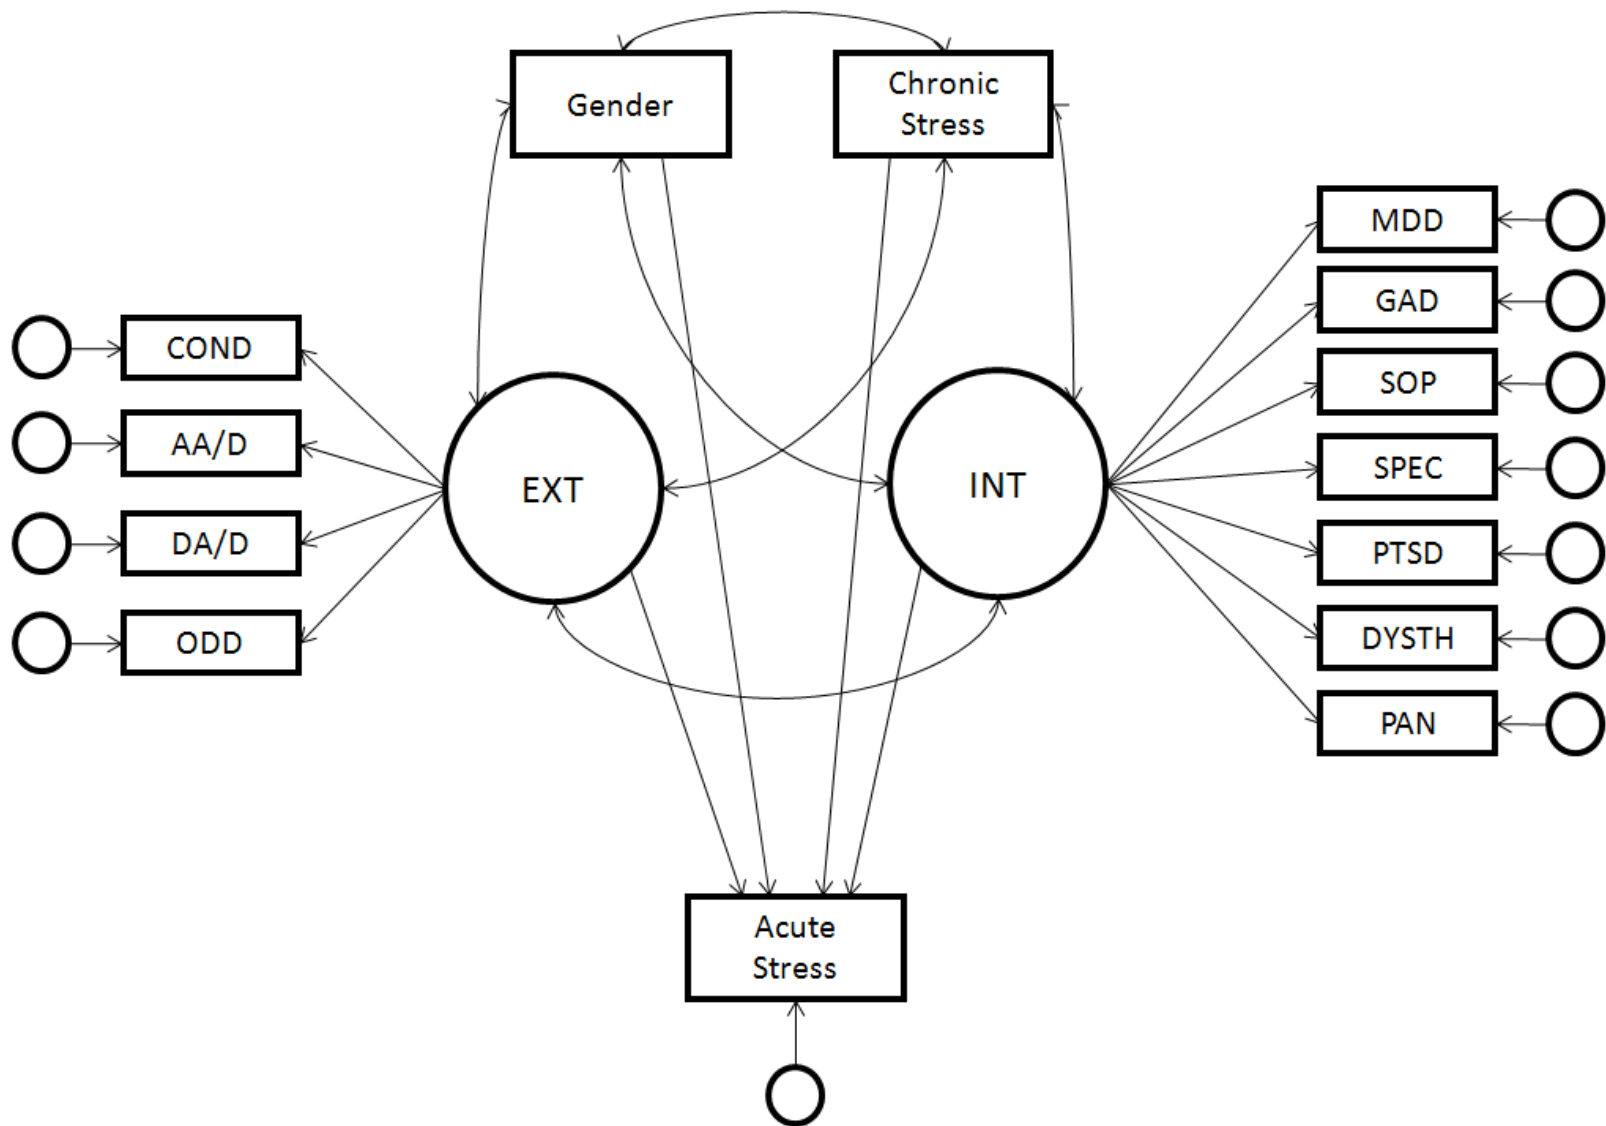 Gender
Chronic
Stress
MDD
GAD
SOP
SPEC
PTSD
DYSTH
PAN
COND
AA/D
DA/D
ODD
EXT
INT
Acute
Stress